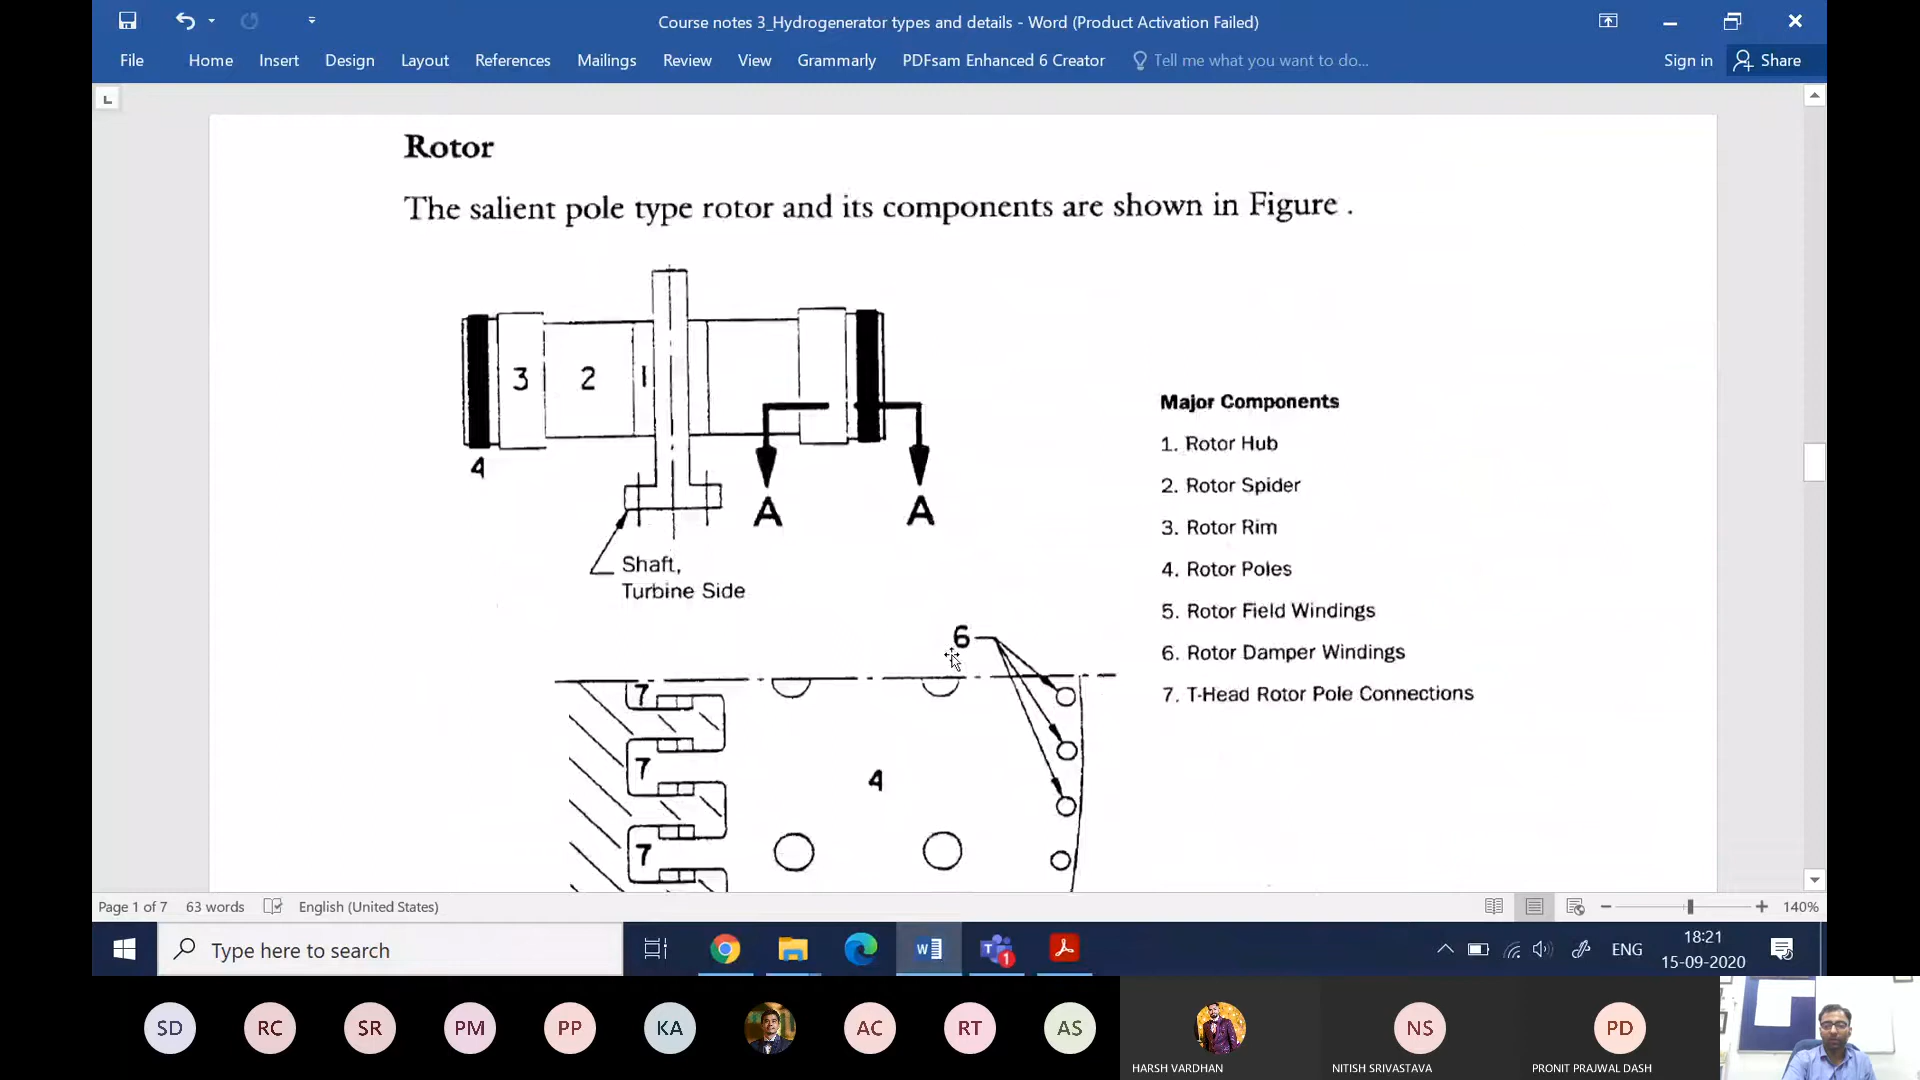 Course notes 3_Hydrogenerator types and details - Word (Product Activation Failed)
File Home Insert Design Layout References Mailings Review View Grammarly PDFsam Enhanced 6 Creator Tell me what you want to do... Sign in Share
Rotor
The salient pole type rotor and its components are shown in Figure .
3 2 1
4
A A
Shaft,
Turbine Side
Major Components
1. Rotor Hub
2. Rotor Spider
3. Rotor Rim
4. Rotor Poles
5. Rotor Field Windings
6. Rotor Damper Windings
7. T-Head Rotor Pole Connections
6
7
7
4
7
Page 1 of 7 63 words English (United States) 140%
Type here to search
1
ENG
18:21
15-09-2020
SD RC SR PM PP KA AC RT AS NS PD
HARSH VARDHAN NITISH SRIVASTAVA PRONIT PRAJWAL DASH